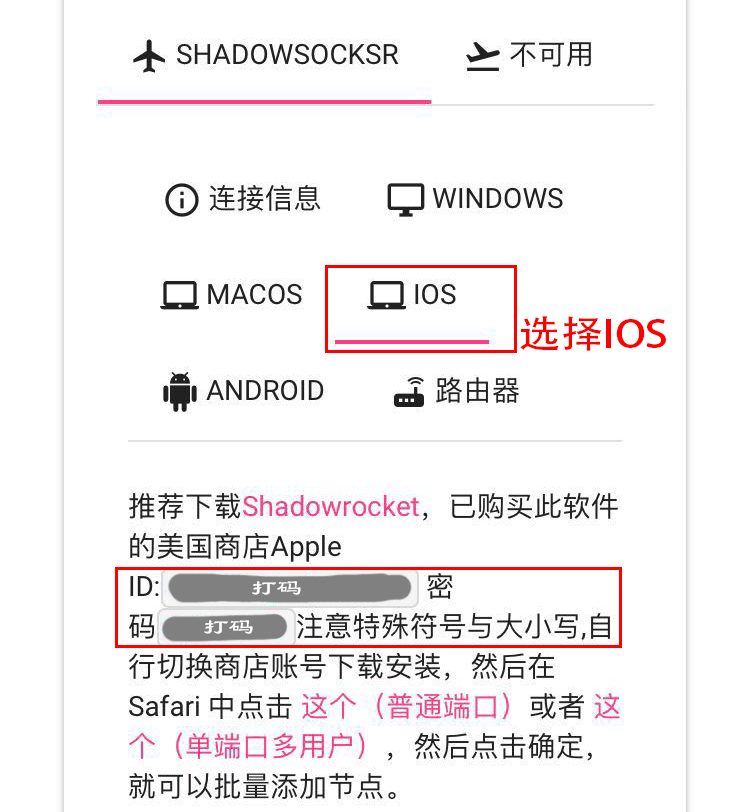 SHADOWSOCKSR 不可用
连接信息 WINDOWS
MACOS IOS
选择IOS
ANDROID 路由器
推荐下载Shadowrocket，已购买此软件
的美国商店Apple
ID: 打码 密
码 打码 注意特殊符号与大小写,自
行切换商店账号下载安装，然后在
Safari 中点击 这个（普通端口）或者 这
个（单端口多用户），然后点击确定，
就可以批量添加节点。